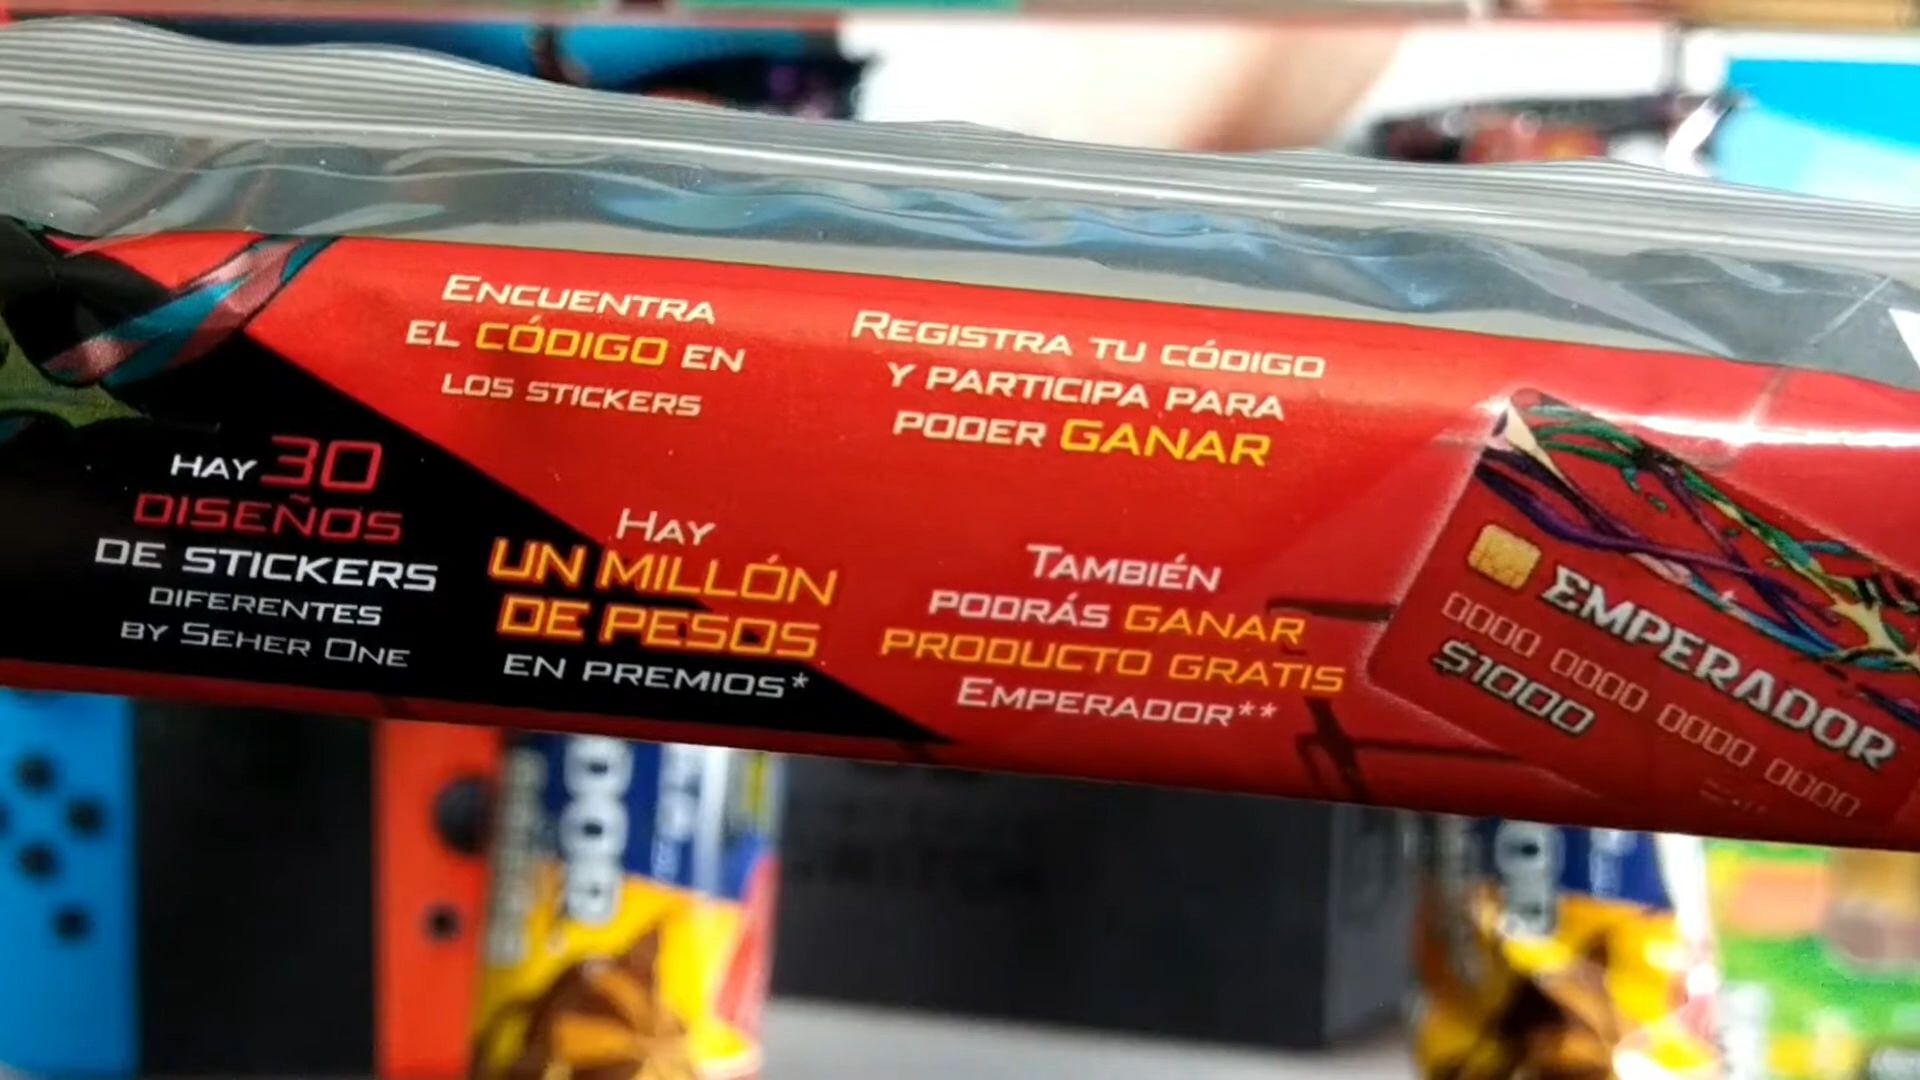 ENCUENTRA
EL CÓDIGO EN
LOS STICKERS
REGISTRA TU CÓDIGO
Y PARTICIPA PARA
PODER GANAR
HAY 30
DISEÑOS
DE STICKERS
DIFERENTES
BY SEHER ONE
HAY
UN MILLÓN
DE PESOS
EN PREMIOS*
TAMBIÉN
PODRÁS GANAR
PRODUCTO GRATIS
EMPERADOR**
EMPERADOR
0000 0000 0000 0000
$1000